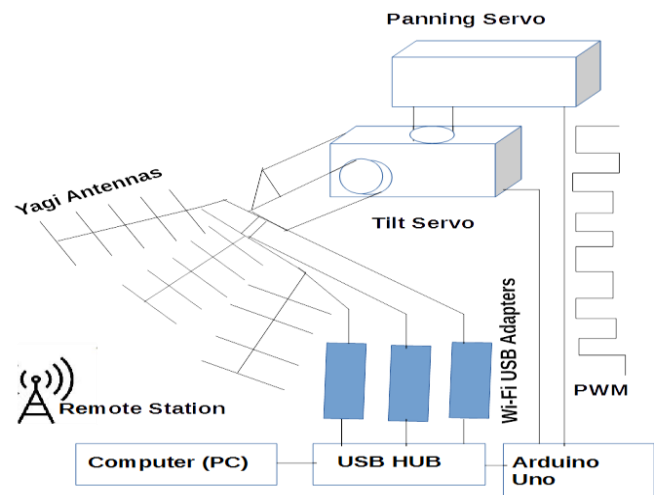 Panning Servo
Yagi Antennas
Tilt Servo
Wi-Fi USB Adapters
PWM
Remote Station
Computer (PC)
USB HUB
Arduino
Uno